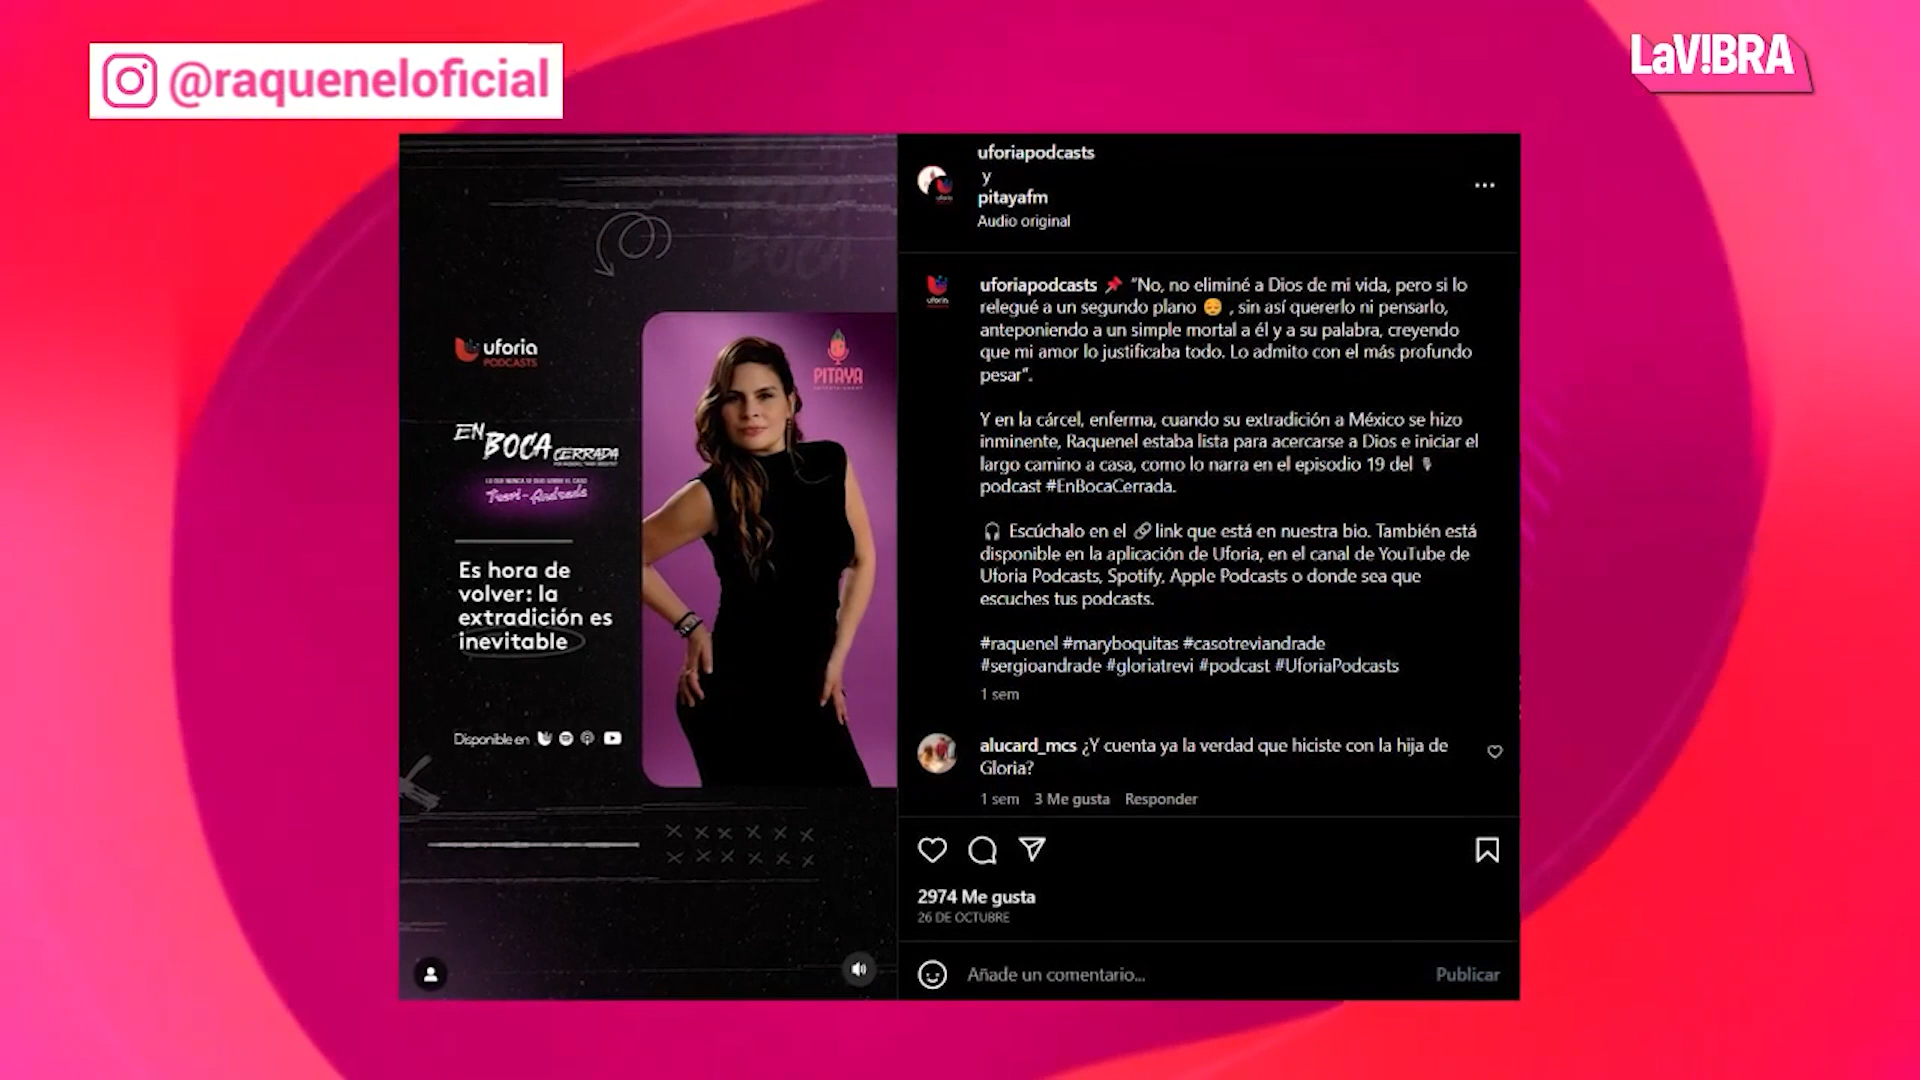 @raqueneloficial
LaV!BRA
uforia
PODCASTS
EN BOCA CERRADA
Trevi-Andrade
Es hora de
volver: la
extradición es
inevitable
Disponible en
PITAYA
uforiapodcasts
y
pitayafm
Audio original
uforiapodcasts 📌 “No, no eliminé a Dios de mi vida, pero si lo
relegué a un segundo plano 😔 , sin así quererlo ni pensarlo,
anteponiendo a un simple mortal a él y a su palabra, creyendo
que mi amor lo justificaba todo. Lo admito con el más profundo
pesar”.
Y en la cárcel, enferma, cuando su extradición a México se hizo
inminente, Raquenel estaba lista para acercarse a Dios e iniciar el
largo camino a casa, como lo narra en el episodio 19 del 🎙
podcast #EnBocaCerrada.
🎧 Escúchalo en el 🔗 link que está en nuestra bio. También está
disponible en la aplicación de Uforia, en el canal de YouTube de
Uforia Podcasts, Spotify, Apple Podcasts o donde sea que
escuches tus podcasts.
#raquenel #maryboquitas #casotreviandrade
#sergioandrade #gloriatrevi #podcast #UforiaPodcasts
1 sem
alucard_mcs ¿Y cuenta ya la verdad que hiciste con la hija de
Gloria?
1 sem 3 Me gusta Responder
2974 Me gusta
26 DE OCTUBRE
Añade un comentario... Publicar